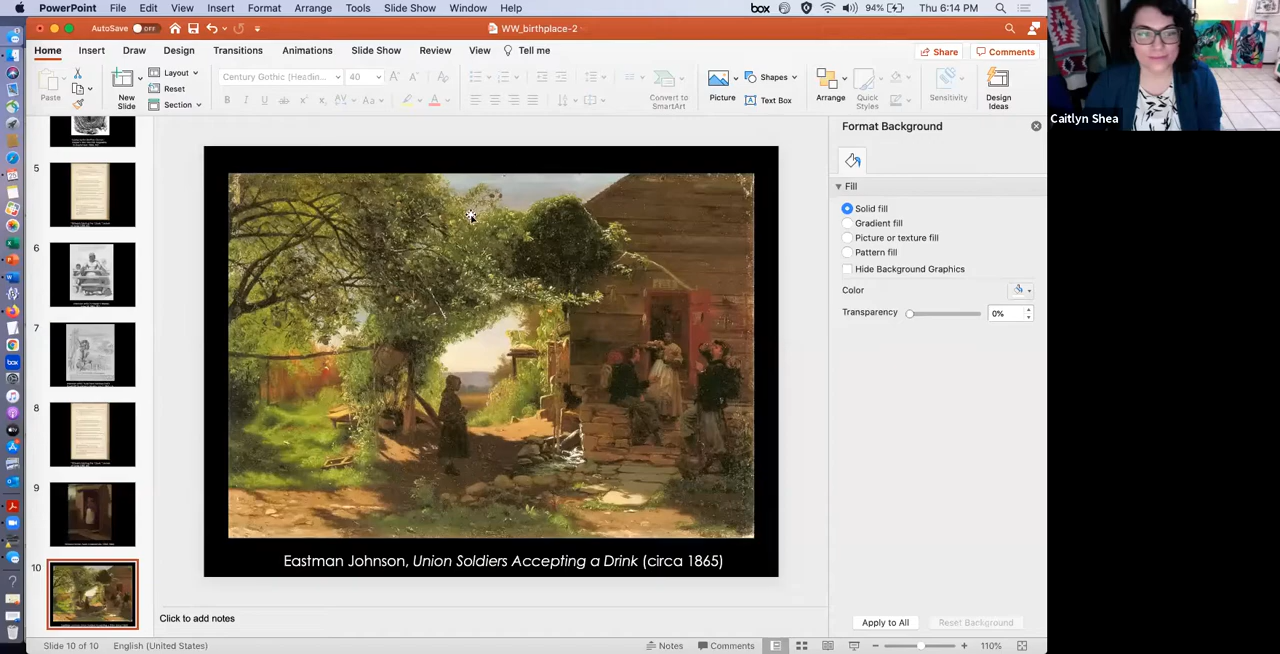 PowerPoint File Edit View Insert Format Arrange Tools Slide Show Window Help box 94% Thu 6:14 PM
AutoSave OFF WW_birthplace-2
Home Insert Draw Design Transitions Animations Slide Show Review View Tell me Share Comments
Paste New Slide Layout Reset Section Century Gothic (Headin... 40 Convert to SmartArt Picture Shapes Text Box Arrange Quick Styles Sensitivity Design Ideas
Caitlyn Shea
Format Background
Fill
Solid fill
Gradient fill
Picture or texture fill
Pattern fill
Hide Background Graphics
Color
Transparency 0%
5
6
7
8
9
10
Eastman Johnson, Union Soldiers Accepting a Drink (circa 1865)
Click to add notes
Apply to All Reset Background
Slide 10 of 10 English (United States) Notes Comments 110%